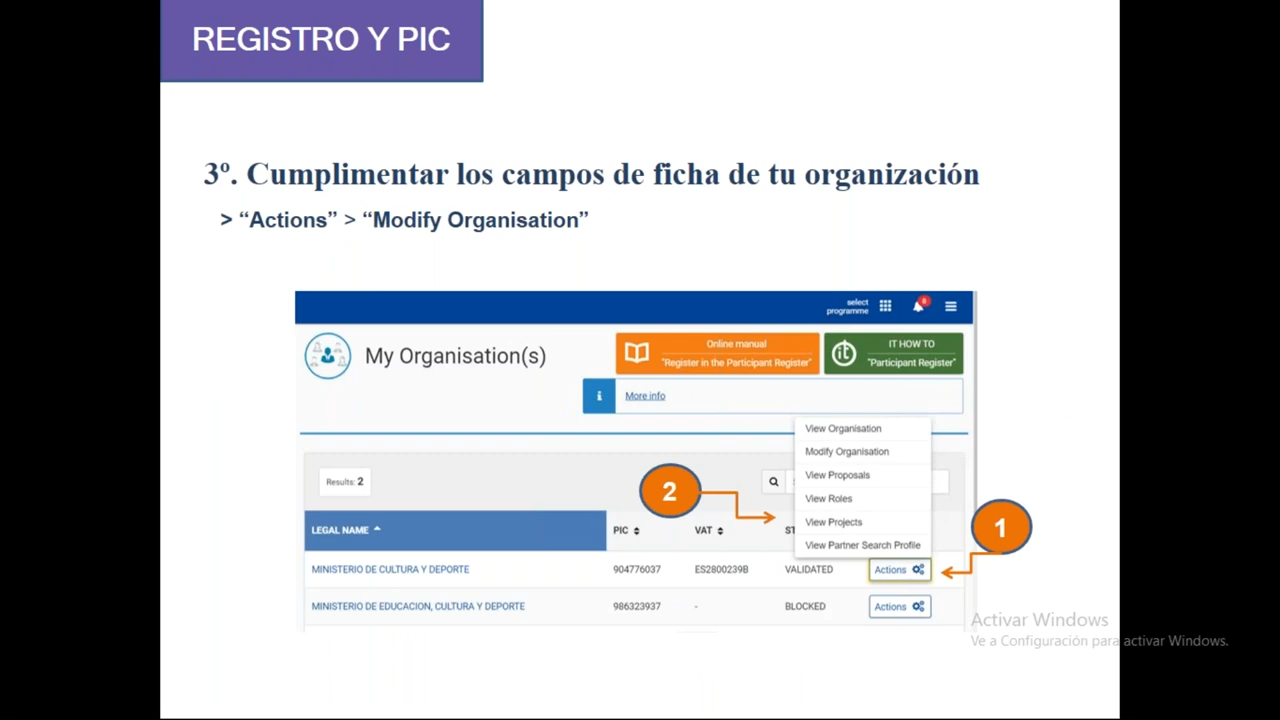 REGISTRO Y PIC
3º. Cumplimentar los campos de ficha de tu organización
> “Actions” > “Modify Organisation”
select
programme
8
My Organisation(s)
Online manual
"Register in the Participant Register"
it
IT HOW TO
"Participant Register"
i
More info
View Organisation
Modify Organisation
View Proposals
View Roles
View Projects
View Partner Search Profile
Results: 2
2
1
LEGAL NAME PIC VAT ST
MINISTERIO DE CULTURA Y DEPORTE 904776037 ES2800239B VALIDATED Actions
MINISTERIO DE EDUCACION, CULTURA Y DEPORTE 986323937 - BLOCKED Actions
Activar Windows
Ve a Configuración para activar Windows.